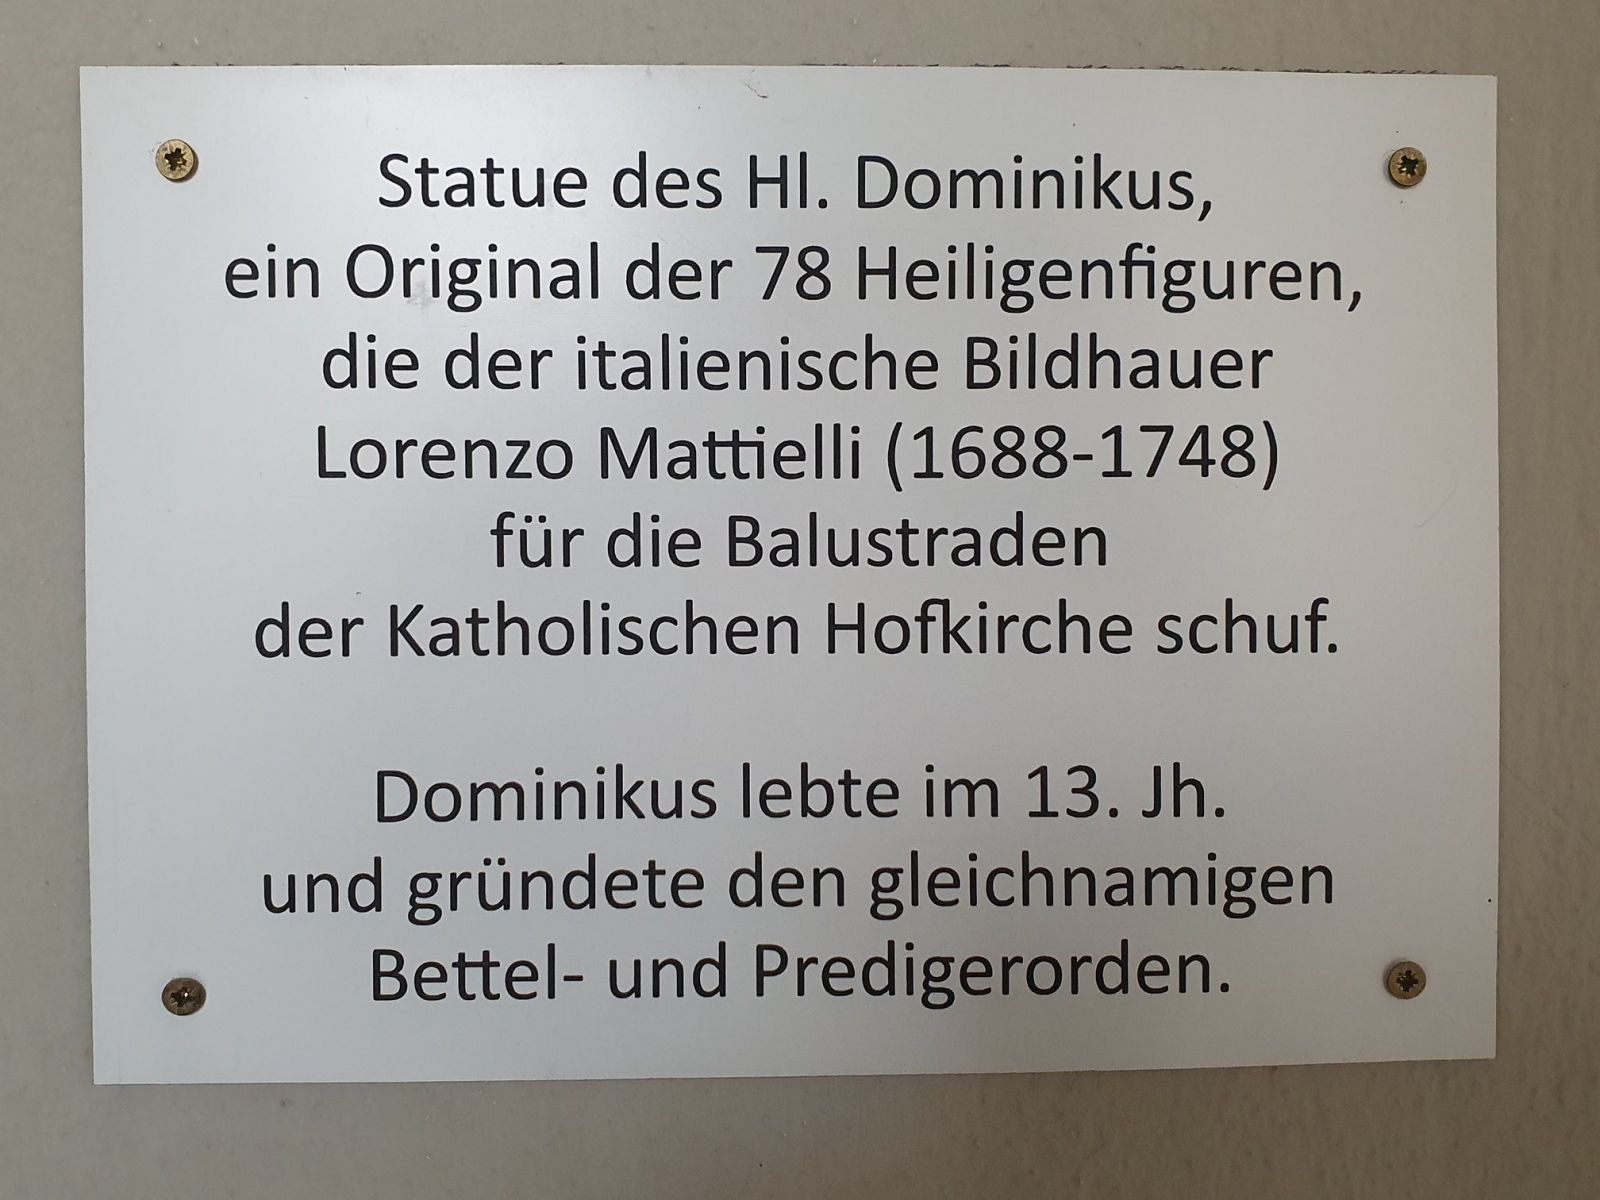 Statue des Hl. Dominikus,
ein Original der 78 Heiligenfiguren,
die der italienische Bildhauer
Lorenzo Mattielli (1688-1748)
für die Balustraden
der Katholischen Hofkirche schuf.
Dominikus lebte im 13. Jh.
und gründete den gleichnamigen
Bettel- und Predigerorden.